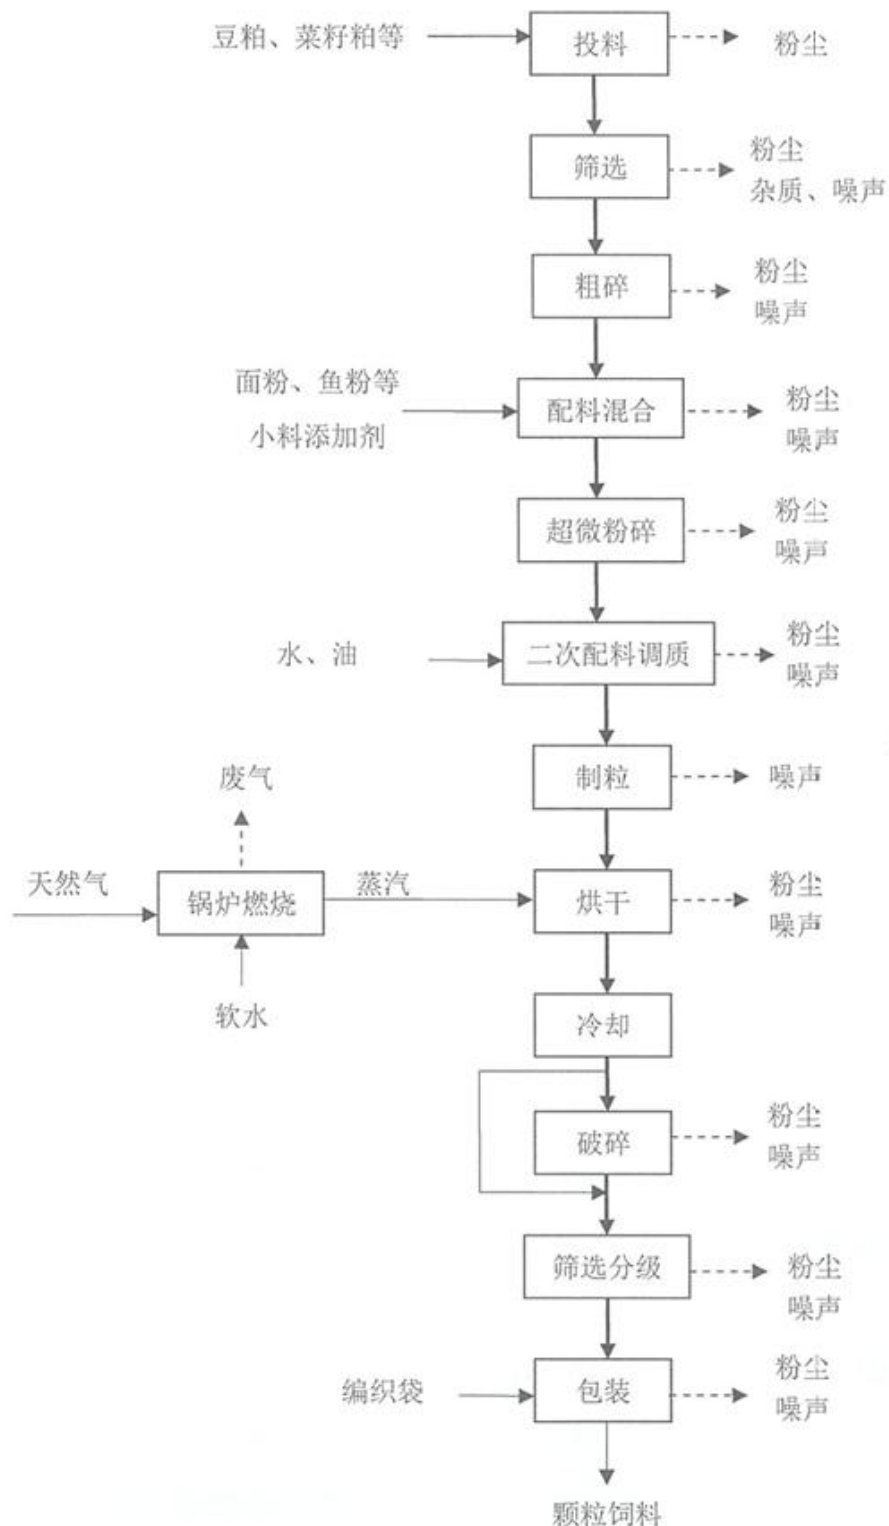 豆粕、菜籽粕等
投料
粉尘
筛选
粉尘
杂质、噪声
粗碎
粉尘
噪声
面粉、鱼粉等
小料添加剂
配料混合
粉尘
噪声
超微粉碎
粉尘
噪声
水、油
二次配料调质
粉尘
噪声
制粒
噪声
废气
天然气
锅炉燃烧
蒸汽
烘干
粉尘
噪声
软水
冷却
破碎
粉尘
噪声
筛选分级
粉尘
噪声
编织袋
包装
粉尘
噪声
颗粒饲料